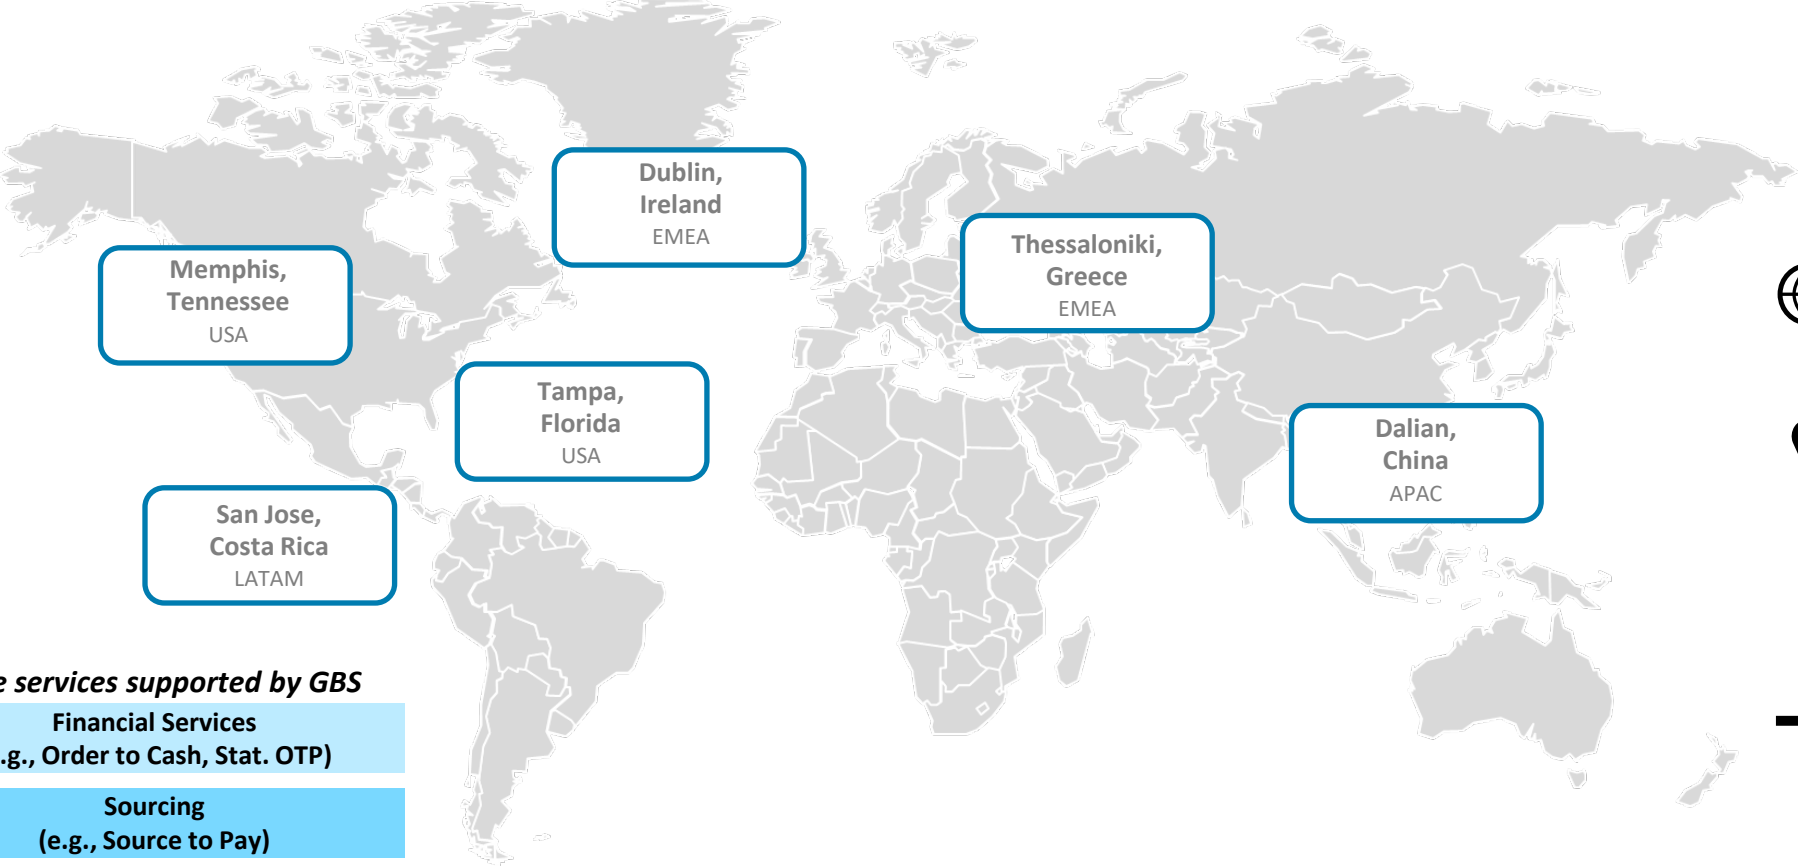 Dublin,
Ireland
EMEA
Thessaloniki,
Greece
EMEA
Memphis,
Tennessee
USA
Tampa,
Florida
USA
Dalian,
China
APAC
San Jose,
Costa Rica
LATAM
services supported by GBS
Financial Services
.g., Order to Cash, Stat. OTP)
Sourcing
(e.g., Source to Pay)